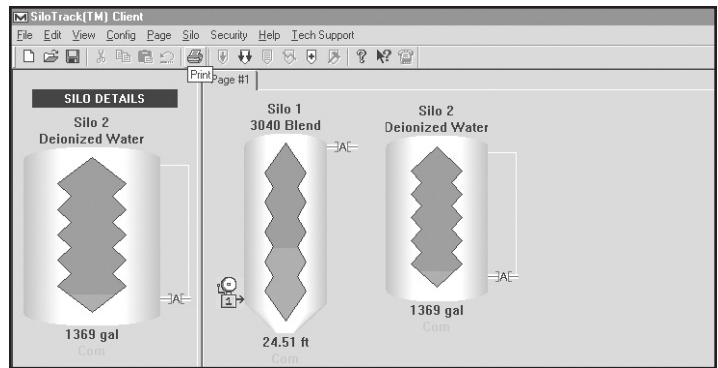 SiloTrack(TM) Client
File Edit View Config Page Silo Security Help Tech Support
Print
Page #1
SILO DETAILS
Silo 2
Deionized Water
A
1369 gal
Com
Silo 1
3040 Blend
A
1
24.51 ft
Com
Silo 2
Deionized Water
A
1369 gal
Com